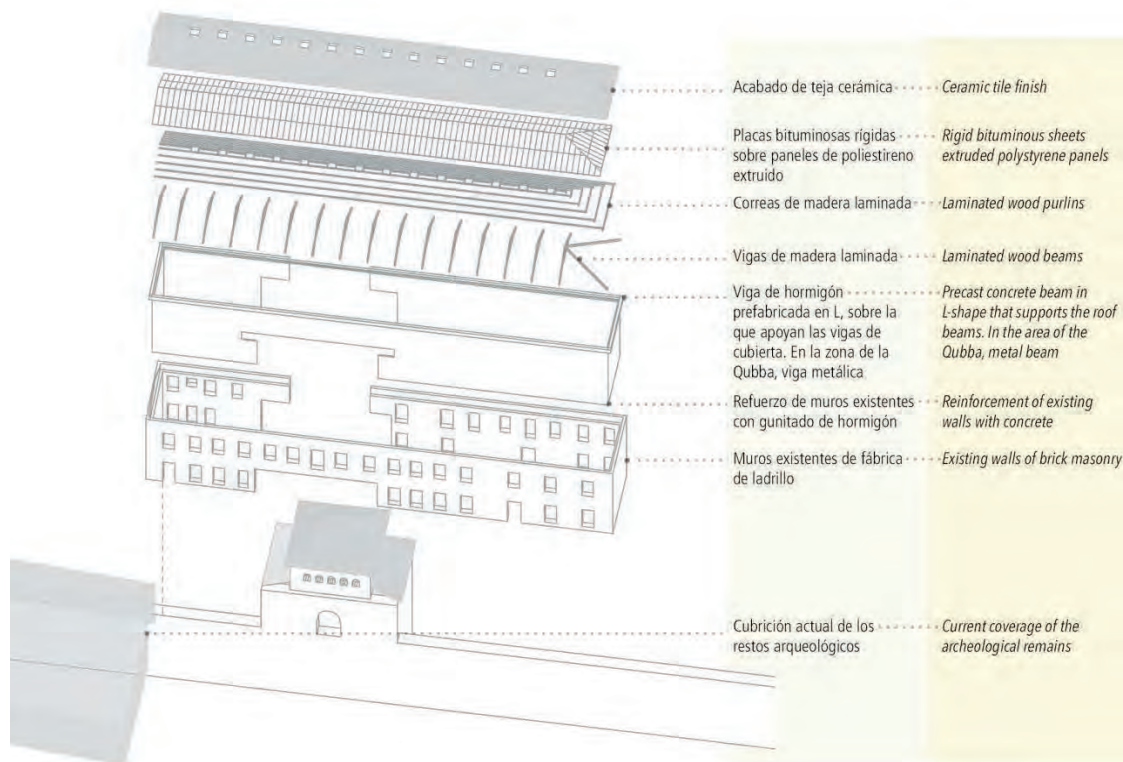 Acabado de teja cerámica
Ceramic tile finish
Placas bituminosas rígidas
sobre paneles de poliestireno
extruido
Rigid bituminous sheets
extruded polystyrene panels
Correas de madera laminada
Laminated wood purlins
Vigas de madera laminada
Laminated wood beams
Viga de hormigón
prefabricada en L, sobre la
que apoyan las vigas de
cubierta. En la zona de la
Qubba, viga metálica
Precast concrete beam in
L-shape that supports the roof
beams. In the area of the
Qubba, metal beam
Refuerzo de muros existentes
con gunitado de hormigón
Reinforcement of existing
walls with concrete
Muros existentes de fábrica
de ladrillo
Existing walls of brick masonry
Cubrición actual de los
restos arqueológicos
Current coverage of the
archeological remains